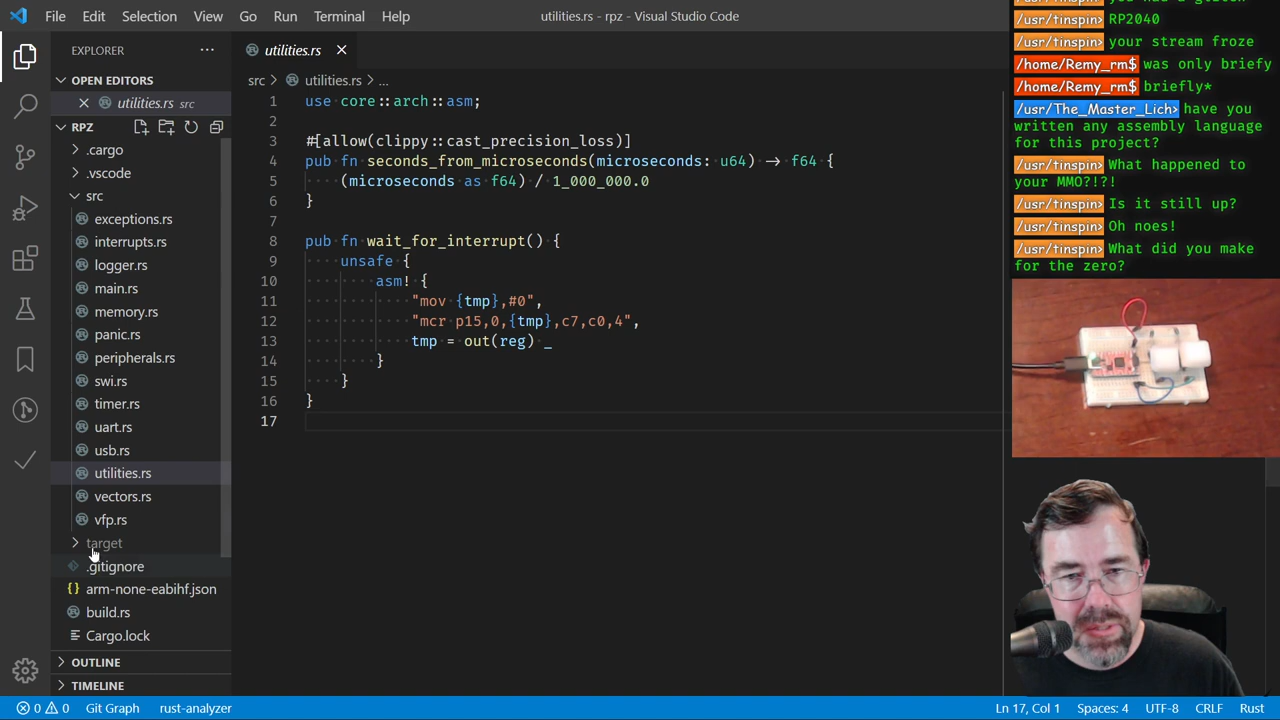 File Edit Selection View Go Run Terminal Help utilities.rs - rpz - Visual Studio Code
EXPLORER
OPEN EDITORS
utilities.rs src
RPZ
.cargo
.vscode
src
exceptions.rs
interrupts.rs
logger.rs
main.rs
memory.rs
panic.rs
peripherals.rs
swi.rs
timer.rs
uart.rs
usb.rs
utilities.rs
vectors.rs
vfp.rs
target
.gitignore
arm-none-eabihf.json
build.rs
Cargo.lock
OUTLINE
TIMELINE
utilities.rs
src > utilities.rs > ...
1 use core::arch::asm;
2
3 #[allow(clippy::cast_precision_loss)]
4 pub fn seconds_from_microseconds(microseconds: u64) -> f64 {
5 (microseconds as f64) / 1_000_000.0
6 }
7
8 pub fn wait_for_interrupt() {
9 unsafe {
10 asm! {
11 "mov {tmp},#0",
12 "mcr p15,0,{tmp},c7,c0,4",
13 tmp = out(reg) _
14 }
15 }
16 }
17
/usr/tinspin> RP2040
/usr/tinspin> your stream froze
/home/Remy_rm$ was only briefy
/home/Remy_rm$ briefly*
/usr/The_Master_Lich> have you
written any assembly language
for this project?
/usr/tinspin> What happened to
your MMO?!?!
/usr/tinspin> Is it still up?
/usr/tinspin> Oh noes!
/usr/tinspin> What did you make
for the zero?
0 0 Git Graph rust-analyzer Ln 17, Col 1 Spaces: 4 UTF-8 CRLF Rust